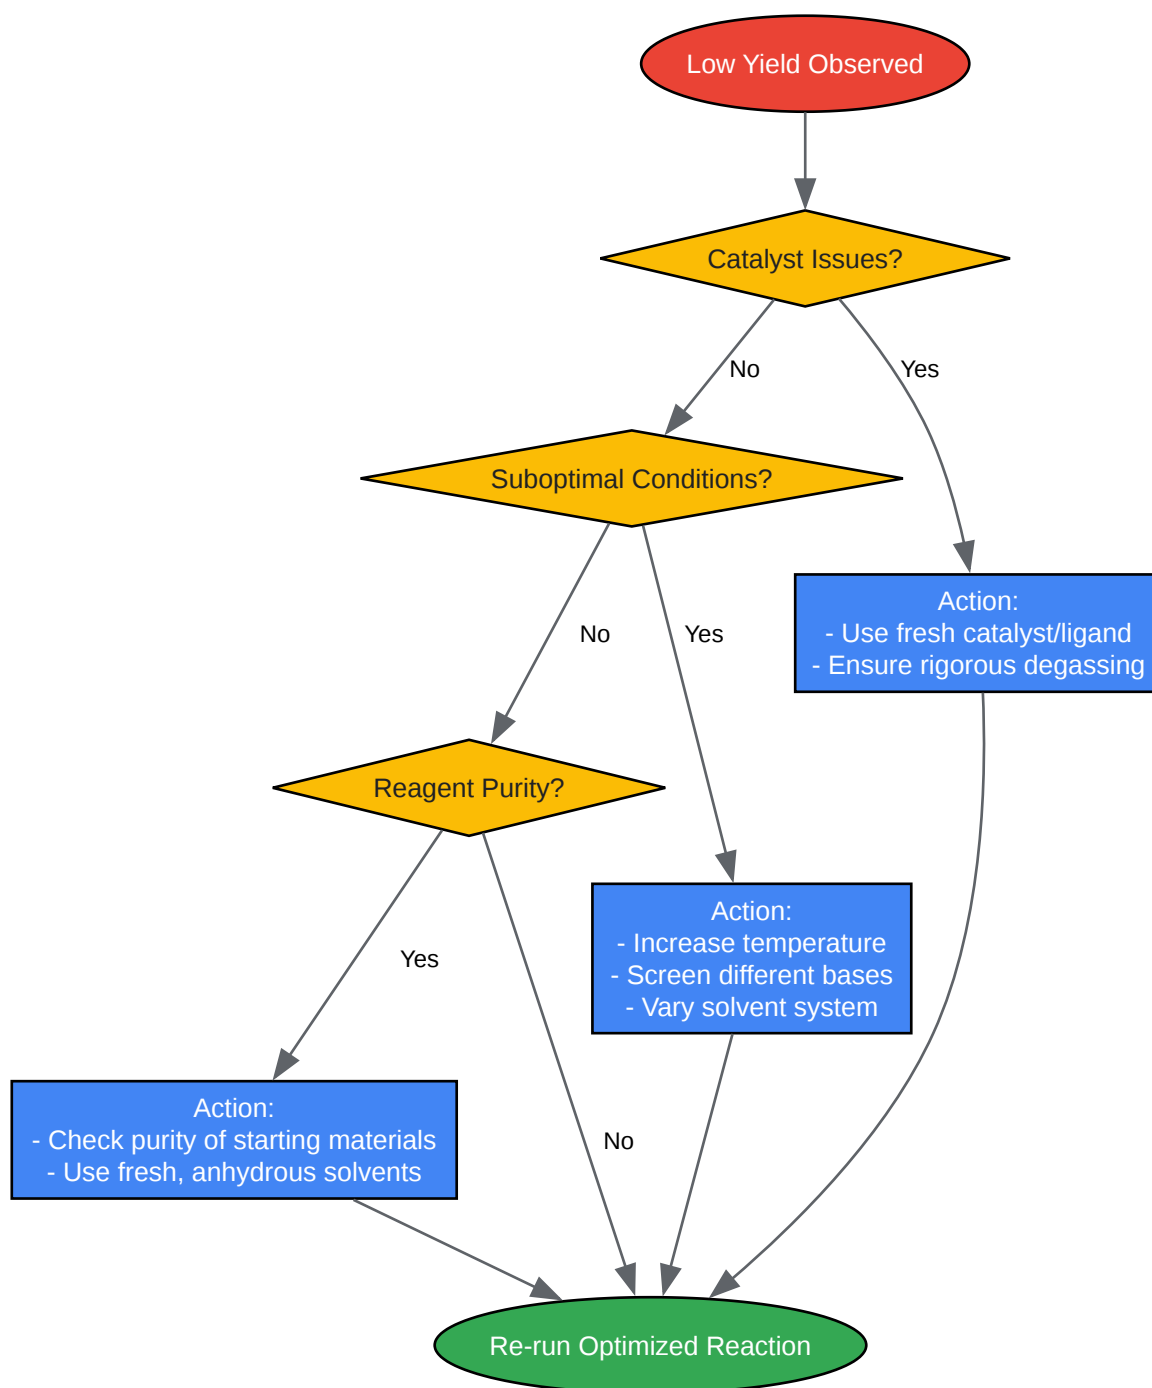 Low Yield Observed
Catalyst Issues?
No
Yes
Suboptimal Conditions?
Action:
- Use fresh catalyst/ligand
- Ensure rigorous degassing
No
Yes
Reagent Purity?
Action:
- Increase temperature
- Screen different bases
- Vary solvent system
Yes
Action:
- Check purity of starting materials
- Use fresh, anhydrous solvents
No
Re-run Optimized Reaction